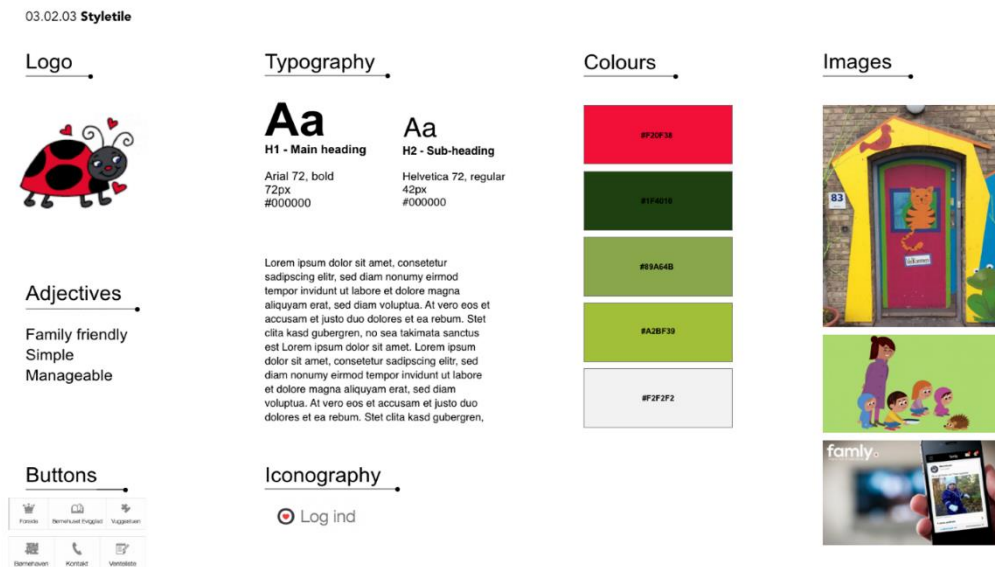 03.02.03 Styletile
Logo
Adjectives
Family friendly
Simple
Manageable
Buttons
Forside
Børnehuset Evigglad
Vuggestuen
Børnehaven
Kontakt
Venteliste
Typography
Aa
H1 - Main heading
Arial 72, bold
72px
#000000
Aa
H2 - Sub-heading
Helvetica 72, regular
42px
#000000
Lorem ipsum dolor sit amet, consetetur
sadipscing elitr, sed diam nonumy eirmod
tempor invidunt ut labore et dolore magna
aliquyam erat, sed diam voluptua. At vero eos et
accusam et justo duo dolores et ea rebum. Stet
clita kasd gubergren, no sea takimata sanctus
est Lorem ipsum dolor sit amet. Lorem ipsum
dolor sit amet, consetetur sadipscing elitr, sed
diam nonumy eirmod tempor invidunt ut labore
et dolore magna aliquyam erat, sed diam
voluptua. At vero eos et accusam et justo duo
dolores et ea rebum. Stet clita kasd gubergren,
Iconography
Log ind
Colours
#F20F38
#1F4010
#89A64B
#A2BF39
#F2F2F2
Images
83
famly